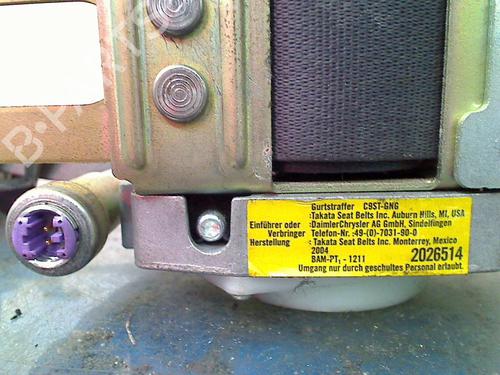 B-PARTS
Gurtstraffer C9ST-GNG
:Takata Seat Belts Inc. Auburn Hills, MI, USA
Einführer oder :DaimlerChrysler AG GmbH, Sindelfingen
Verbringer Telefon-Nr. :49-(0)-7031-90-0
Herstellung : Takata Seat Belts Inc. Monterrey, Mexico
2004
BAM-PT₁ - 1211 2026514
Umgang nur durch geschultes Personal erlaubt.